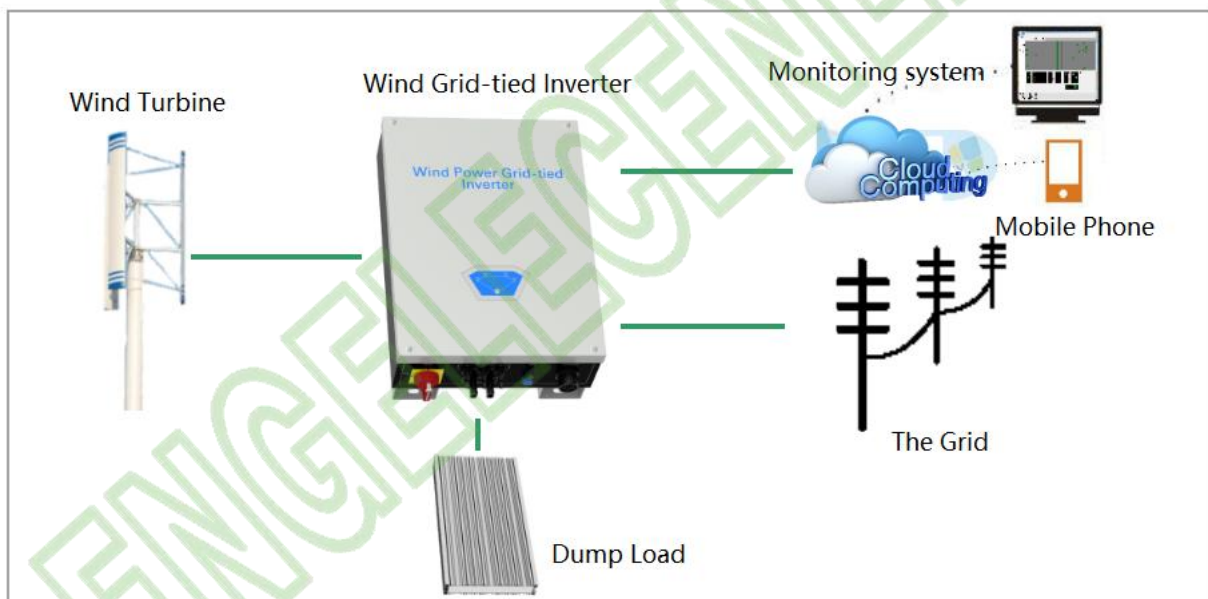 Wind Turbine
Wind Grid-tied Inverter
Monitoring system
Wind Power Grid-tied
Inverter
Cloud
Computing
Mobile Phone
The Grid
Dump Load